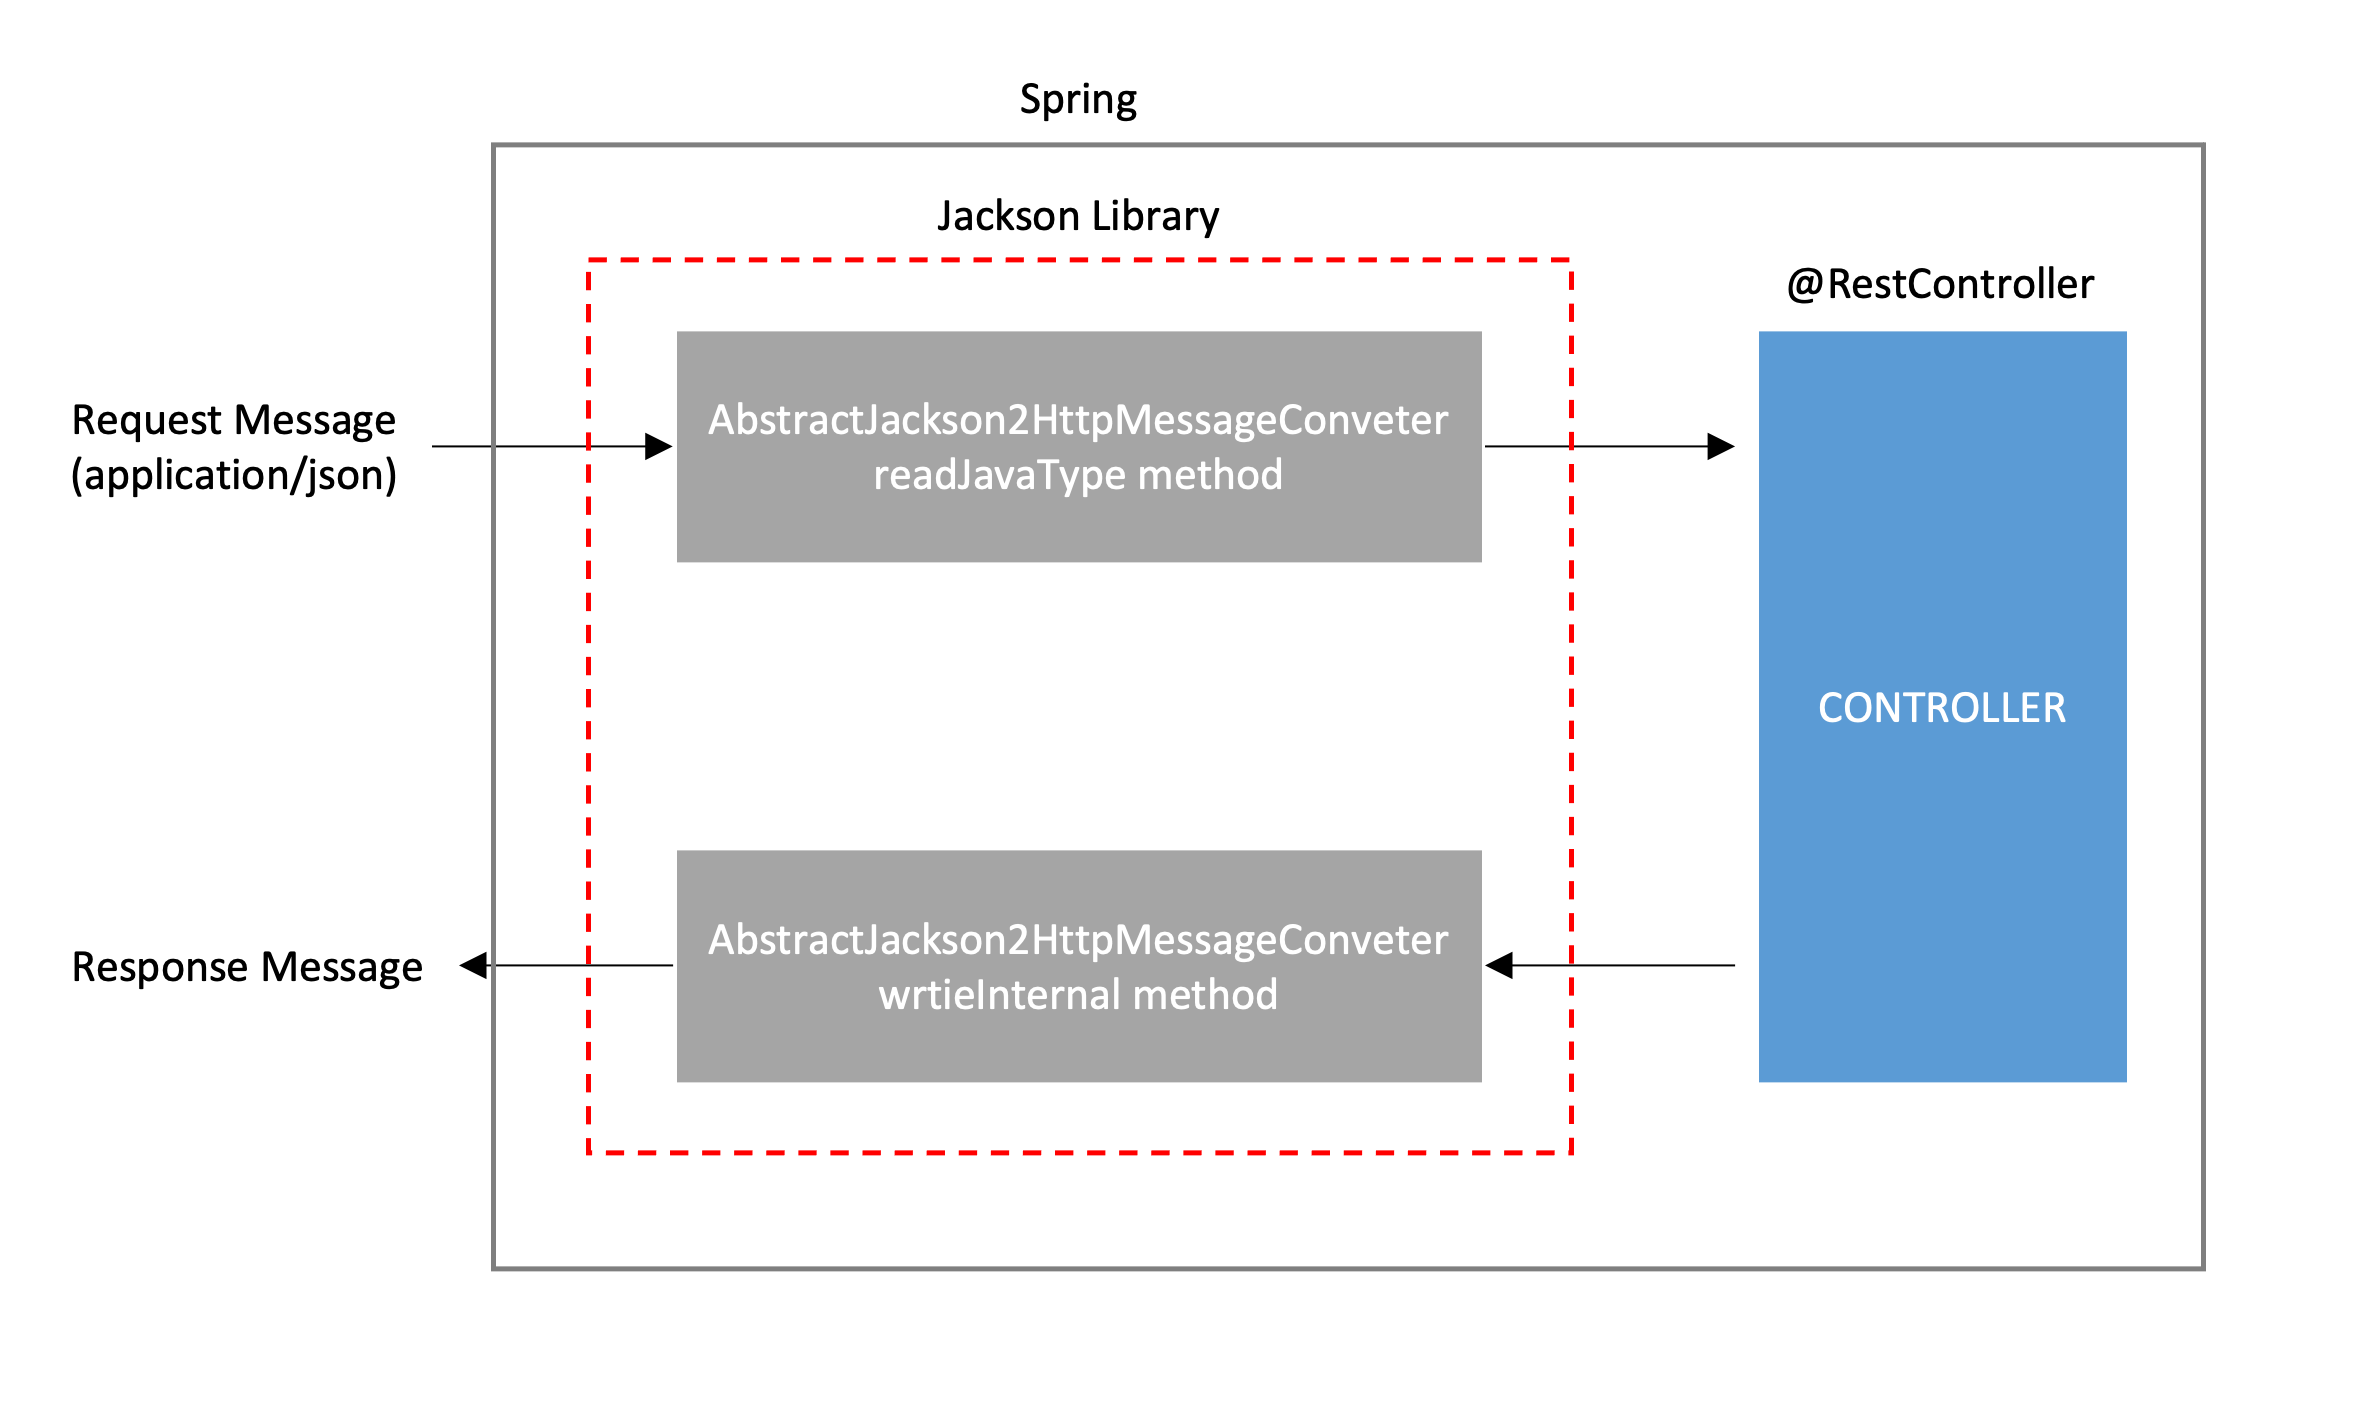 Spring
Jackson Library
@RestController
Request Message
(application/json)
AbstractJackson2HttpMessageConveter
readJavaType method
CONTROLLER
Response Message
AbstractJackson2HttpMessageConveter
wrtieInternal method